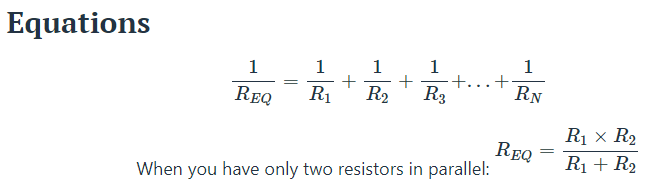 Equations
1/R_EQ = 1/R_1 + 1/R_2 + 1/R_3 +...+ 1/R_N
When you have only two resistors in parallel: R_EQ = (R_1 × R_2)/(R_1 + R_2)